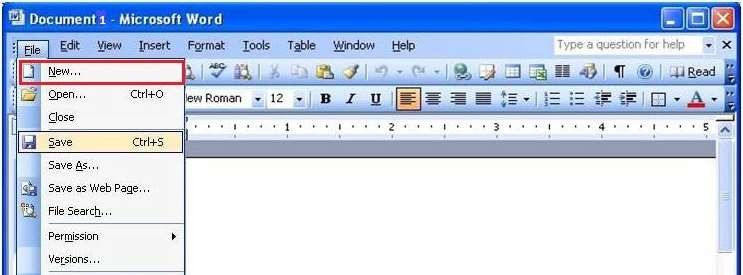 Document 1 - Microsoft Word
File Edit View Insert Format Tools Table Window Help Type a question for help
New...
ABC Read
Open... Ctrl+O
New Roman 12 B I U
Close
1 2 3 4 5
Save Ctrl+S
Save As...
Save as Web Page...
File Search...
Permission
Versions...